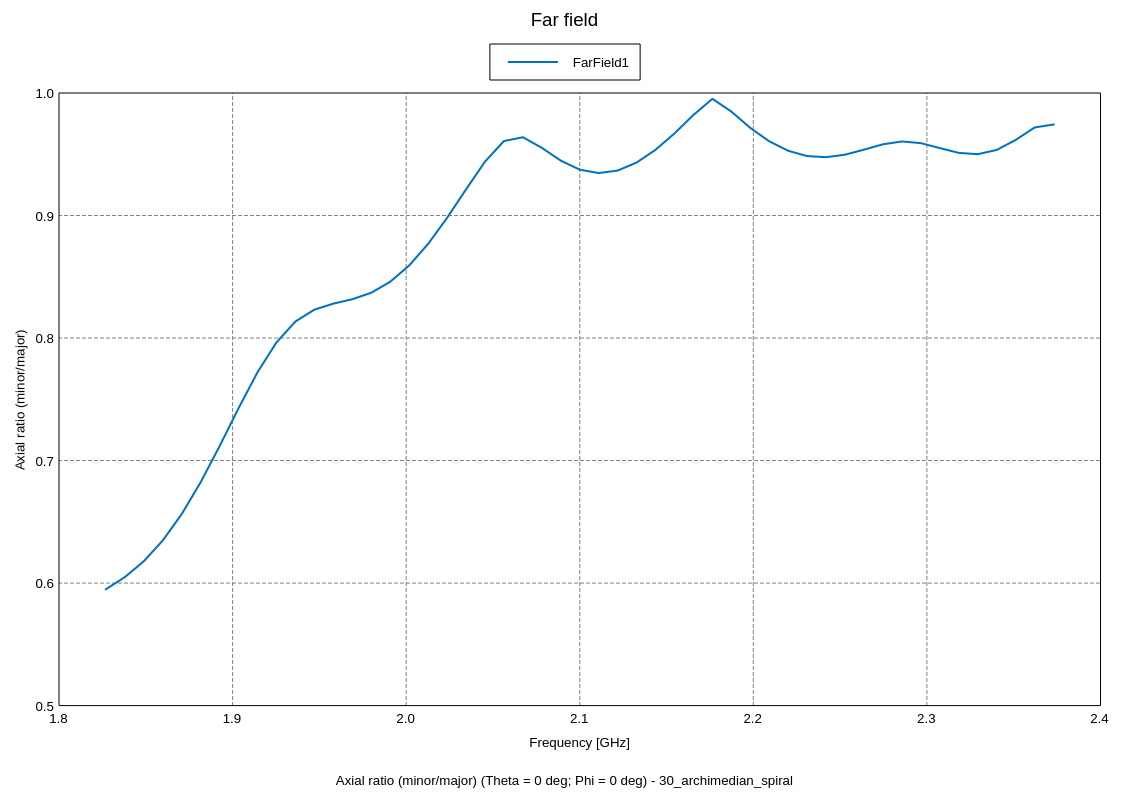 Far field
FarField1
1.0
0.9
0.8
0.7
0.6
0.5
Axial ratio (minor/major)
1.8 1.9 2.0 2.1 2.2 2.3 2.4
Frequency [GHz]
Axial ratio (minor/major) (Theta = 0 deg; Phi = 0 deg) - 30_archimedian_spiral